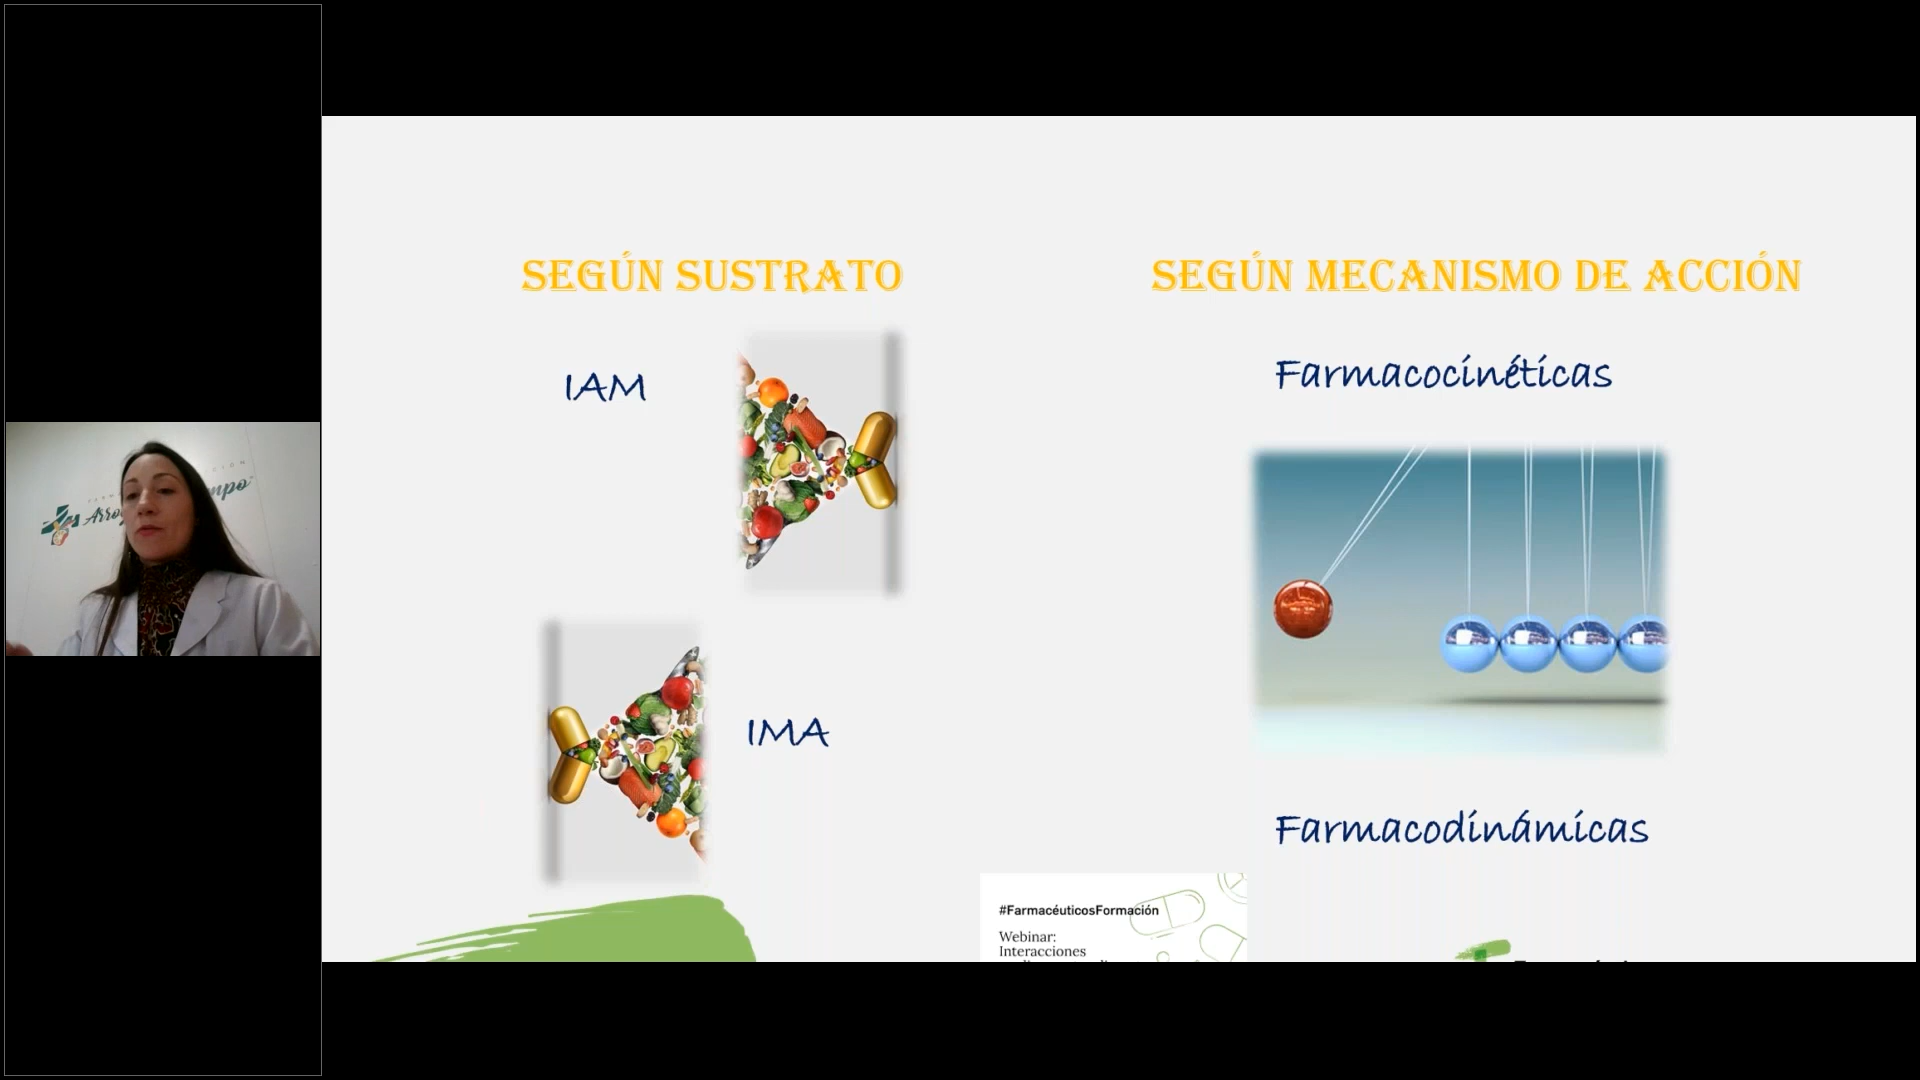 SEGÚN SUSTRATO
IAM
IMA
SEGÚN MECANISMO DE ACCIÓN
Farmacocinéticas
Farmacodinámicas
#FarmacéuticosFormación
Webinar:
Interacciones